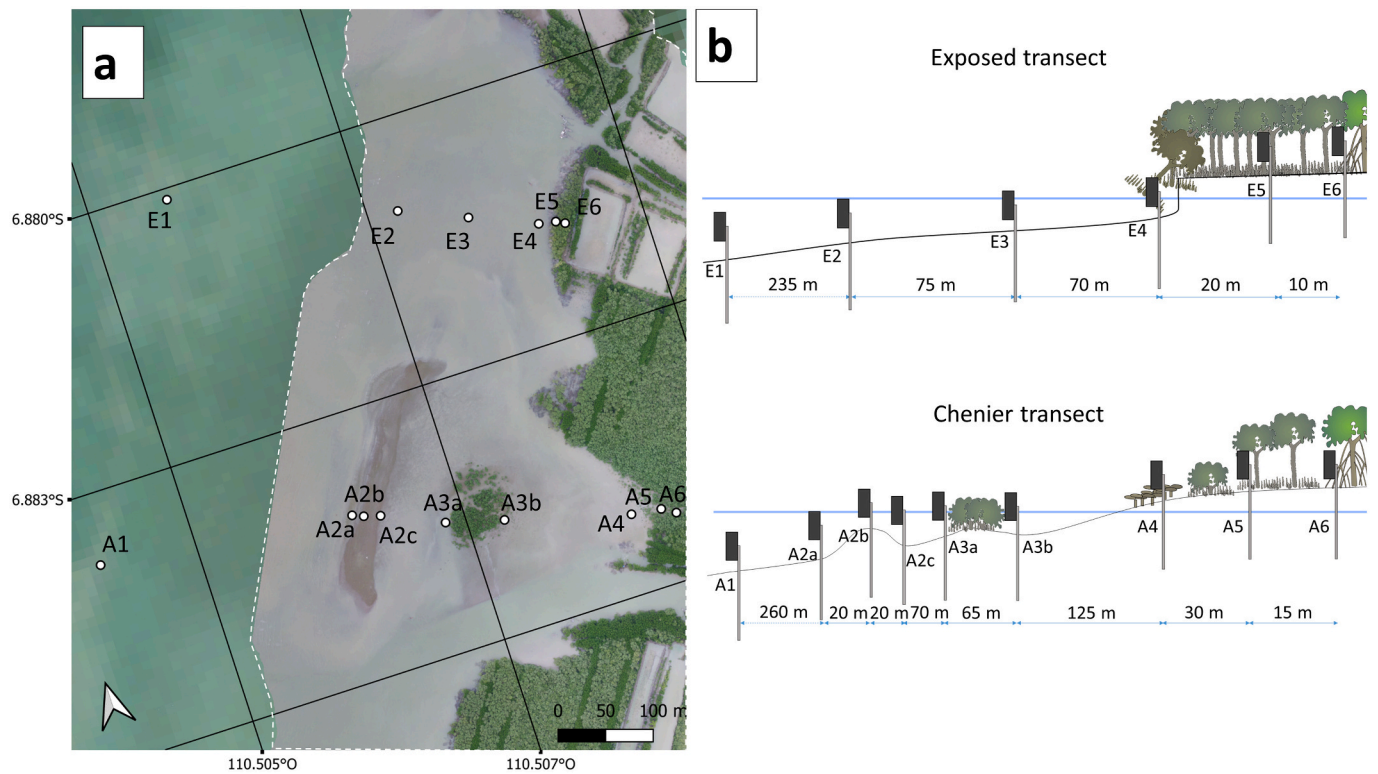 a
E1
E2
E3
E4
E5
E6
6.880°S
6.883°S
A1
A2a
A2b
A2c
A3a
A3b
A4
A5
A6
0 50 100 m
110.505°O
110.507°O
b
Exposed transect
E1
E2
E3
E4
E5
E6
235 m
75 m
70 m
20 m
10 m
Chenier transect
A1
A2a
A2b
A2c
A3a
A3b
A4
A5
A6
260 m
20 m
20 m
70 m
65 m
125 m
30 m
15 m